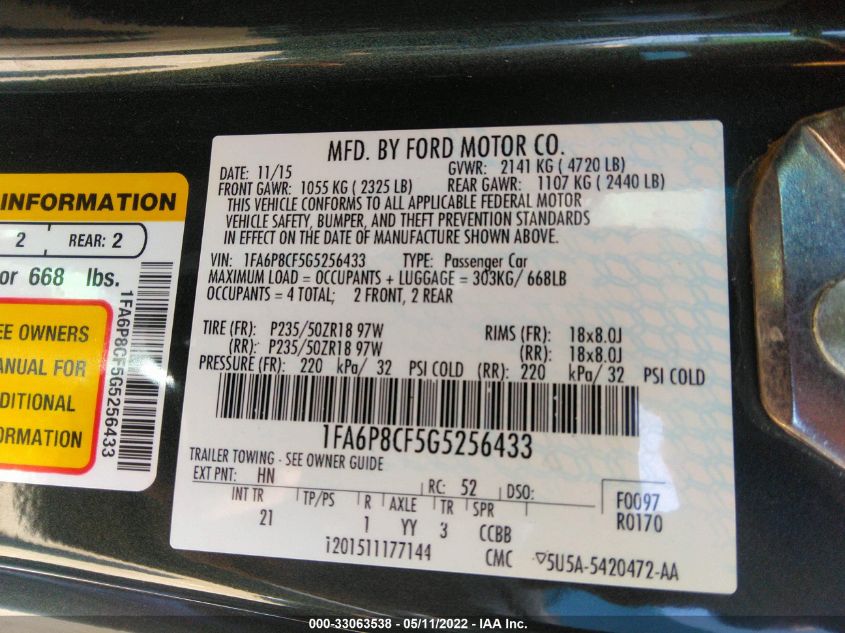 INFORMATION
2 REAR: 2
or 668 lbs.
EE OWNERS
ANUAL FOR
DITIONAL
ORMATION
1FA6P8CF5G5256433
MFD. BY FORD MOTOR CO.
DATE: 11/15 GVWR: 2141 KG ( 4720 LB)
FRONT GAWR: 1055 KG ( 2325 LB) REAR GAWR: 1107 KG ( 2440 LB)
THIS VEHICLE CONFORMS TO ALL APPLICABLE FEDERAL MOTOR
VEHICLE SAFETY, BUMPER, AND THEFT PREVENTION STANDARDS
IN EFFECT ON THE DATE OF MANUFACTURE SHOWN ABOVE.
VIN: 1FA6P8CF5G5256433 TYPE: Passenger Car
MAXIMUM LOAD = OCCUPANTS + LUGGAGE = 303KG/ 668LB
OCCUPANTS = 4 TOTAL; 2 FRONT, 2 REAR
TIRE (FR): P235/50ZR18 97W RIMS (FR): 18x8.0J
(RR): P235/50ZR18 97W (RR): 18x8.0J
PRESSURE (FR): 220 kPa/ 32 PSI COLD (RR): 220 kPa/ 32 PSI COLD
1FA6P8CF5G5256433
TRAILER TOWING - SEE OWNER GUIDE
EXT PNT: HN RC: 52 DSO: F0097
INT TR TP/PS R AXLE TR SPR R0170
21 1 YY 3 CCBB
i201511177144 CMC ▽5U5A-5420472-AA
000-33063538 - 05/11/2022 - IAA Inc.